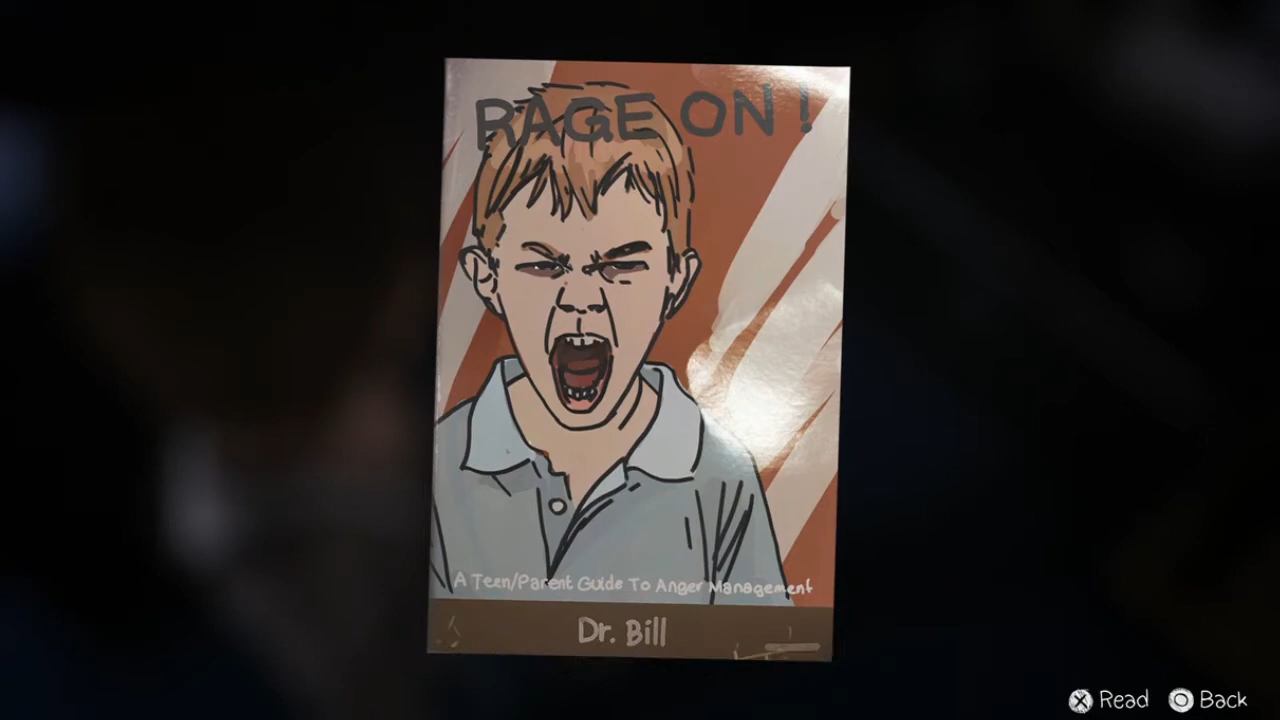 RAGE ON !
A Teen/Parent Guide To Anger Management
Dr. Bill
Read
Back